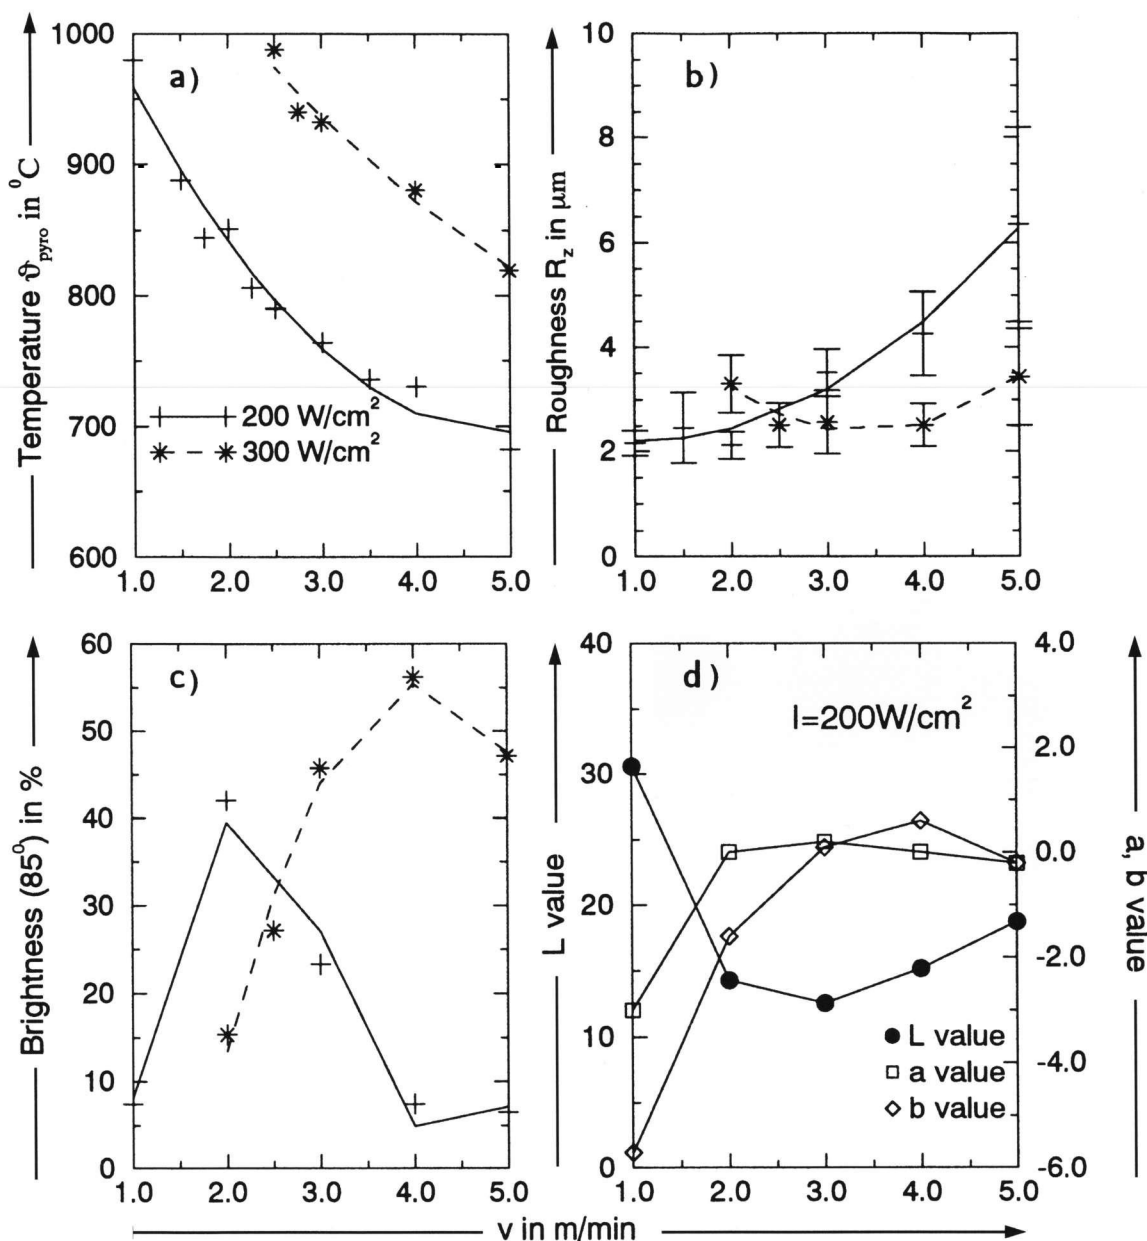 Temperature ϑpyro in ⁰C
1000
900
800
700
600
a)
200 W/cm²
300 W/cm²
1.0 2.0 3.0 4.0 5.0
Roughness Rz in µm
10
8
6
4
2
0
b)
1.0 2.0 3.0 4.0 5.0
Brightness (85⁰) in %
60
50
40
30
20
10
0
c)
1.0 2.0 3.0 4.0 5.0
L value
40
30
20
10
0
d)
I=200W/cm²
L value
a value
b value
4.0
2.0
0.0
-2.0
-4.0
-6.0
a, b value
1.0 2.0 3.0 4.0 5.0
v in m/min